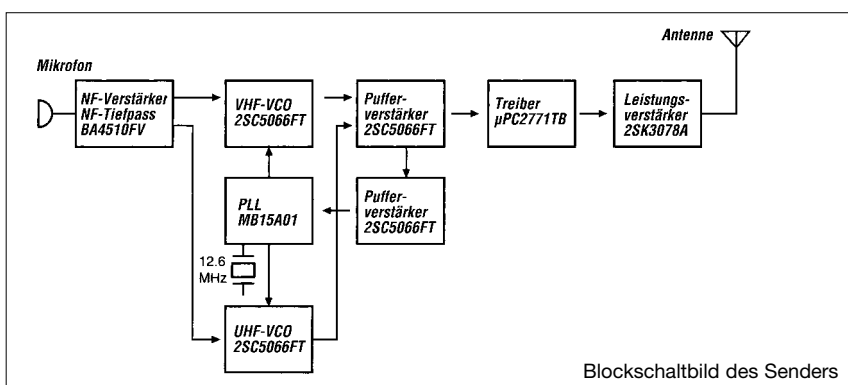 Antenne
Mikrofon
NF-Verstärker
NF-Tiefpass
BA4510FV
VHF-VCO
2SC5066FT
Puffer-
verstärker
2SC5066FT
Treiber
µPC2771TB
Leistungs-
verstärker
2SK3078A
PLL
MB15A01
Puffer-
verstärker
2SC5066FT
12.6
MHz
UHF-VCO
2SC5066FT
Blockschaltbild des Senders